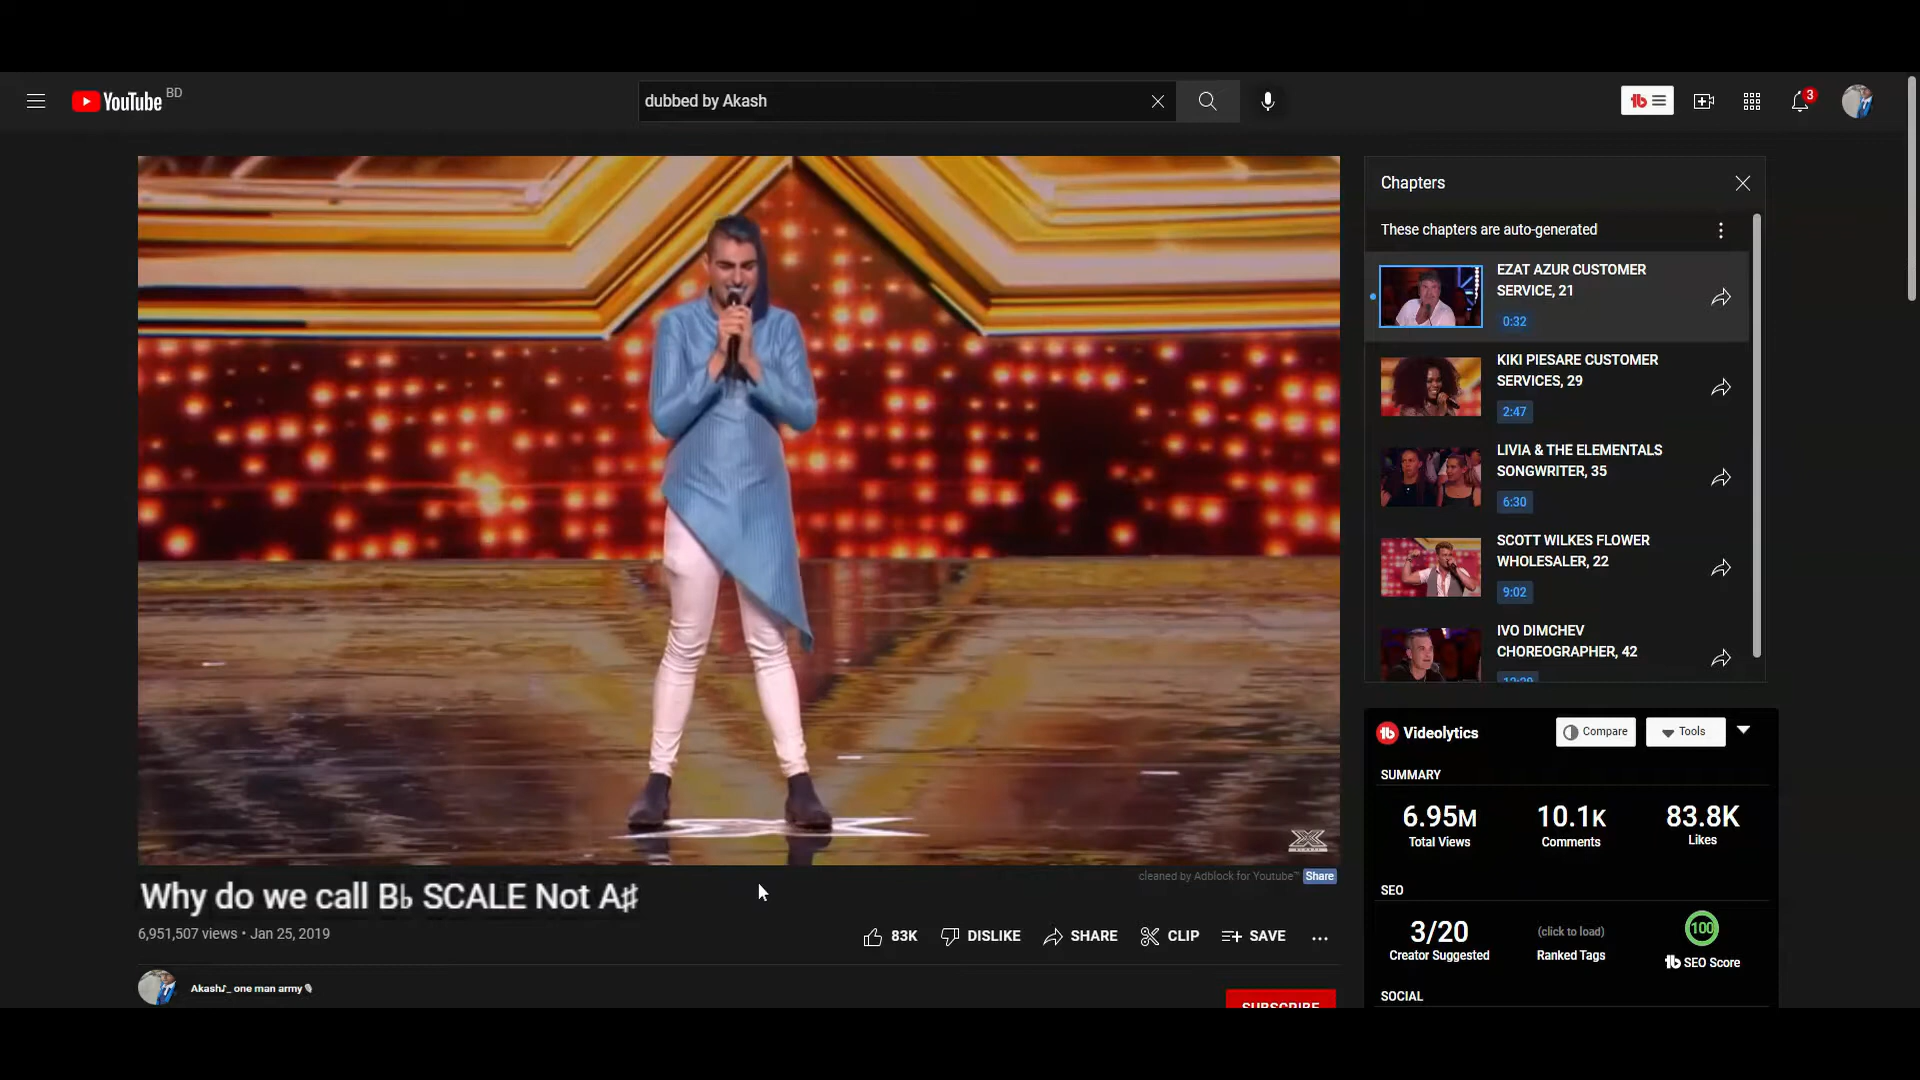 YouTube BD
dubbed by Akash
3
Chapters
These chapters are auto-generated
EZAT AZUR CUSTOMER
SERVICE, 21
0:32
KIKI PIESARE CUSTOMER
SERVICES, 29
2:47
LIVIA & THE ELEMENTALS
SONGWRITER, 35
6:30
SCOTT WILKES FLOWER
WHOLESALER, 22
9:02
IVO DIMCHEV
CHOREOGRAPHER, 42
cleaned by Adblock for Youtube™ Share
Why do we call B♭ SCALE Not A♯
6,951,507 views • Jan 25, 2019
83K DISLIKE SHARE CLIP SAVE
Akash♪_ one man army
SUBSCRIBE
Videolytics Compare Tools
SUMMARY
6.95M 10.1K 83.8K
Total Views Comments Likes
SEO
3/20 (click to load) 100
Creator Suggested Ranked Tags tb SEO Score
SOCIAL